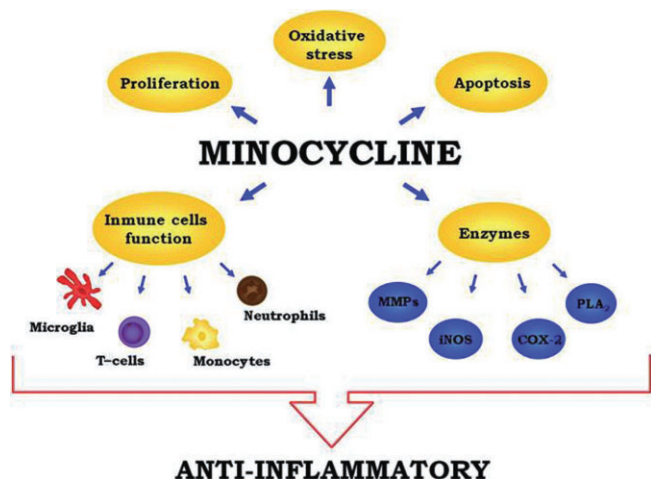 Oxidative
stress
Proliferation
Apoptosis
MINOCYCLINE
Inmune cells
function
Enzymes
Microglia
T-cells
Monocytes
Neutrophils
MMPs
iNOS
COX-2
PLA₂
ANTI-INFLAMMATORY